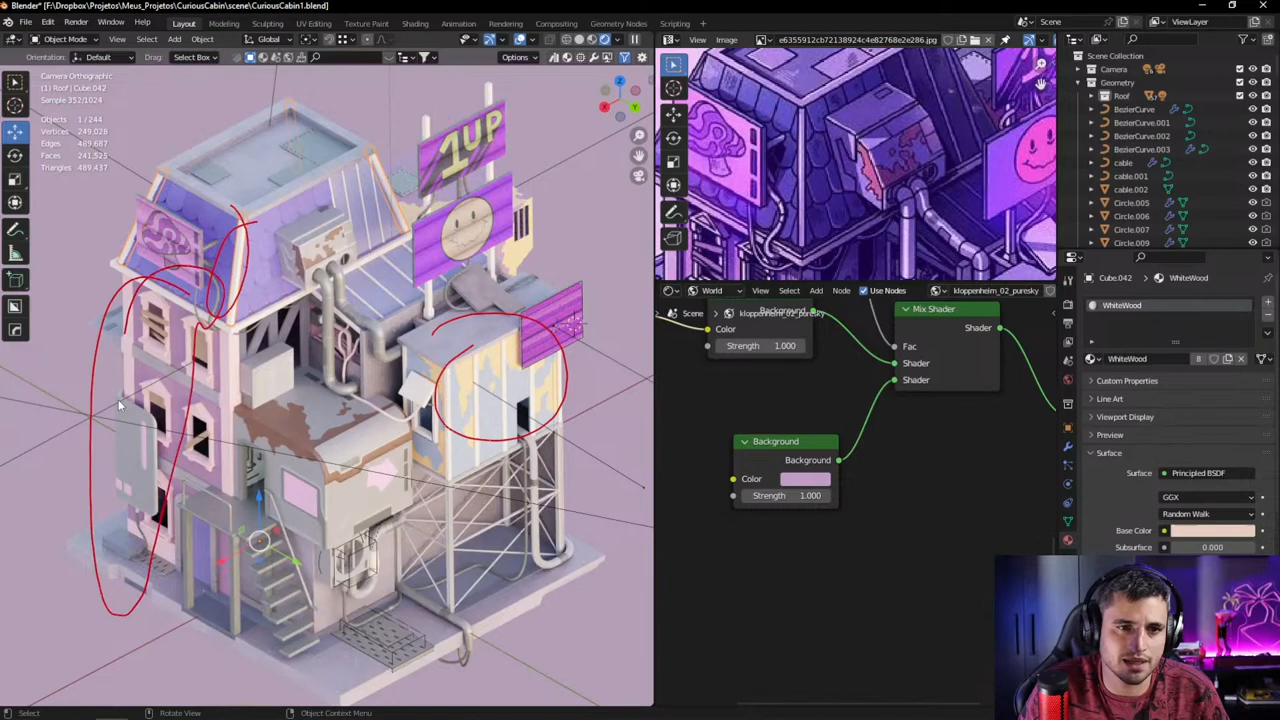 Blender* [F:\Dropbox\Projetos\Meus_Projetos\CuriousCabin\scene\CuriousCabin1.blend]
File Edit Render Window Help Layout Modeling Sculpting UV Editing Texture Paint Shading Animation Rendering Compositing Geometry Nodes Scripting Scene ViewLayer
Object Mode View Select Add Object Global
View Image e6355912cb72138924c4e82768e2e286.jpg
Orientation: Default Drag: Select Box Options
Camera Orthographic
(1) Roof | Cube.042
Sample 352/1024
Objects 1 / 244
Vertices 249,028
Edges 489,687
Faces 241,525
Triangles 489,437
1UP
Z
X
Y
Scene Collection
Camera
Geometry
Roof
BezierCurve
BezierCurve.001
BezierCurve.002
BezierCurve.003
cable
cable.001
cable.002
Circle.005
Circle.006
Circle.007
Circle.009
World View Select Add Node Use Nodes kloppenheim_02_puresky
Scene kloppenheim_02_puresky
Background
Color
Strength 1.000
Mix Shader
Shader
Fac
Shader
Shader
Background
Background
Color
Strength 1.000
Cube.042 WhiteWood
WhiteWood
WhiteWood 8
Custom Properties
Line Art
Viewport Display
Preview
Surface
Surface Principled BSDF
GGX
Random Walk
Base Color
Subsurface 0.000
Select Rotate View Object Context Menu